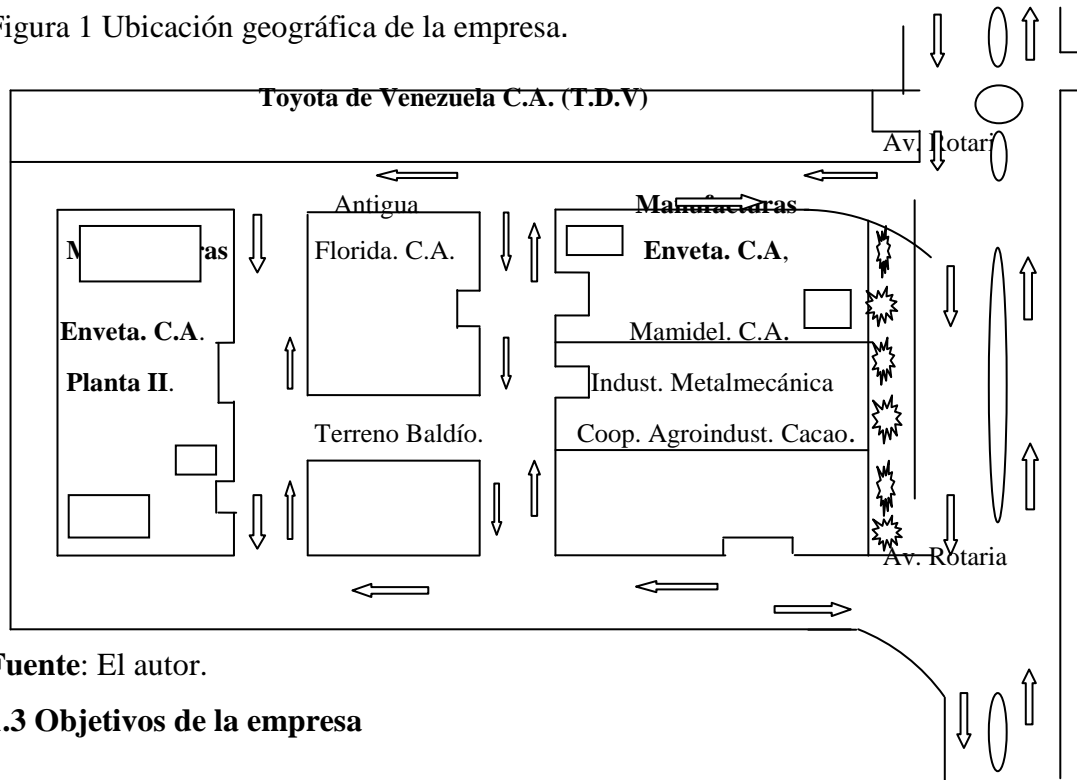 Figura 1 Ubicación geográfica de la empresa.
Toyota de Venezuela C.A. (T.D.V)
Av. Rotari
Antigua
Florida. C.A.
Manufacturas
Enveta. C.A,
Mamidel. C.A.
Enveta. C.A.
Planta II.
Indust. Metalmecánica
Terreno Baldío.
Coop. Agroindust. Cacao.
Av. Rotaria
Fuente: El autor.
.3 Objetivos de la empresa